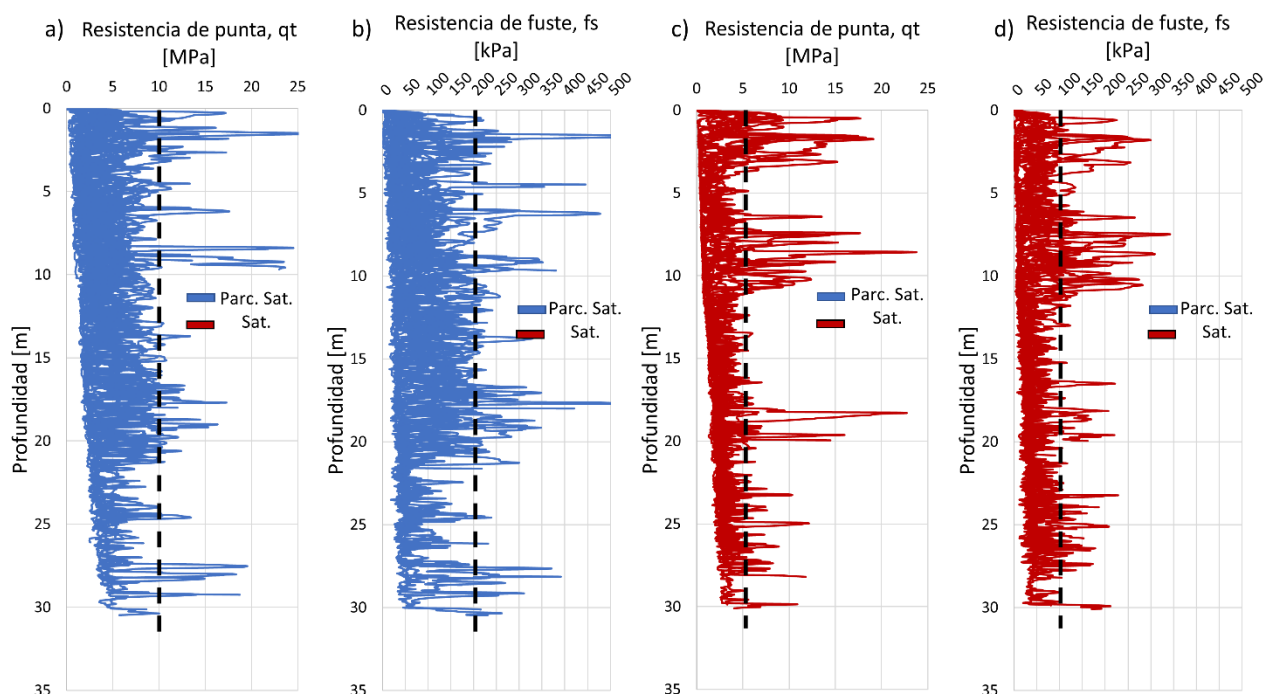 a) Resistencia de punta, qt
[MPa]
0 5 10 15 20 25
0
5
10
15
20
25
30
35
Profundidad [m]
Parc. Sat.
Sat.
b) Resistencia de fuste, fs
[kPa]
0 50 100 150 200 250 300 350 400 450 500
0
5
10
15
20
25
30
35
Profundidad [m]
Parc. Sat.
Sat.
c) Resistencia de punta, qt
[MPa]
0 5 10 15 20 25
0
5
10
15
20
25
30
35
Profundidad [m]
Parc. Sat.
Sat.
d) Resistencia de fuste, fs
[kPa]
0 50 100 150 200 250 300 350 400 450 500
0
5
10
15
20
25
30
35
Profundidad [m]
Parc. Sat.
Sat.